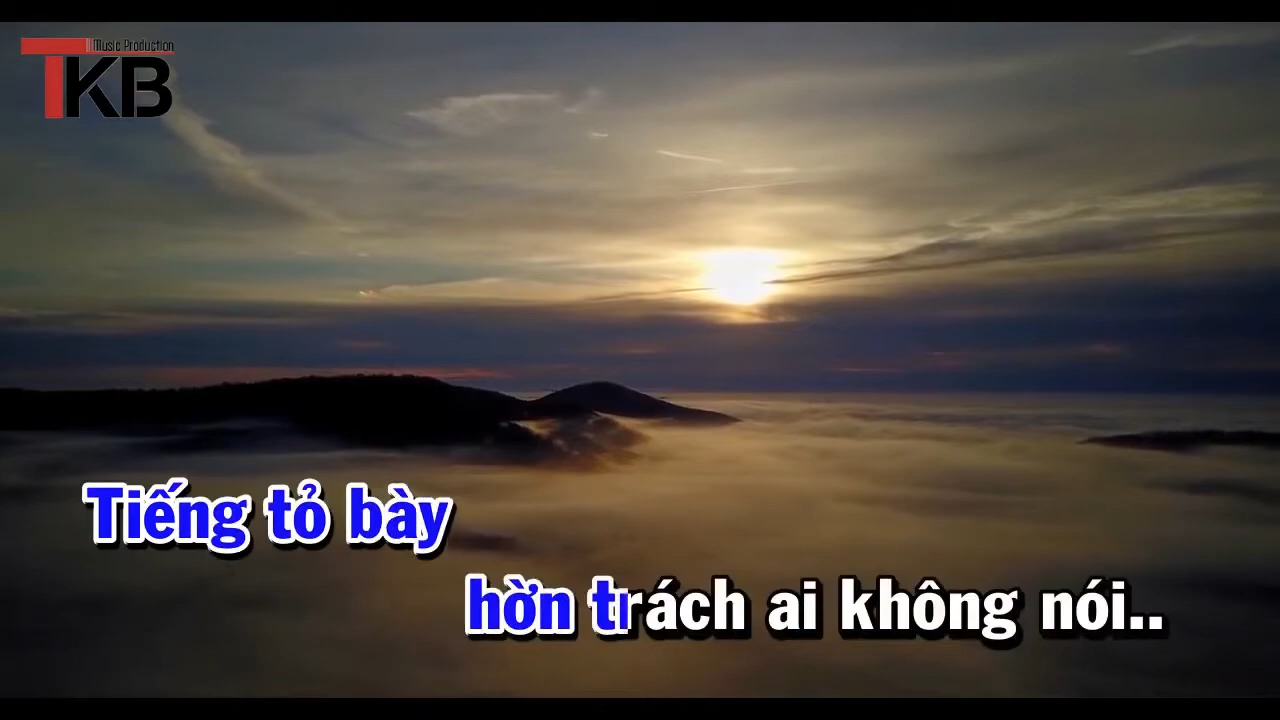 Music Production
TKB
Tiếng tỏ bày
hờn trách ai không nói..